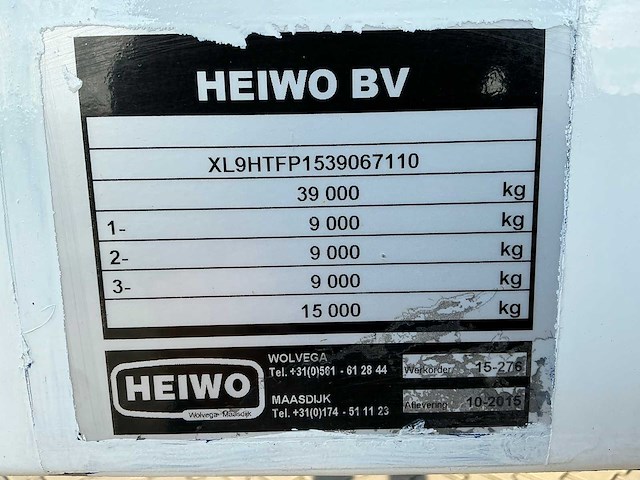 HEIWO BV
XL9HTFP1539067110
39 000 kg
1- 9 000 kg
2- 9 000 kg
3- 9 000 kg
15 000 kg
HEIWO
Wolvega Maasdijk
WOLVEGA
Tel. +31(0)561 - 61 28 44
MAASDIJK
Tel. +31(0)174 - 51 11 23
Werkorder 15-276
Aflevering 10-2015